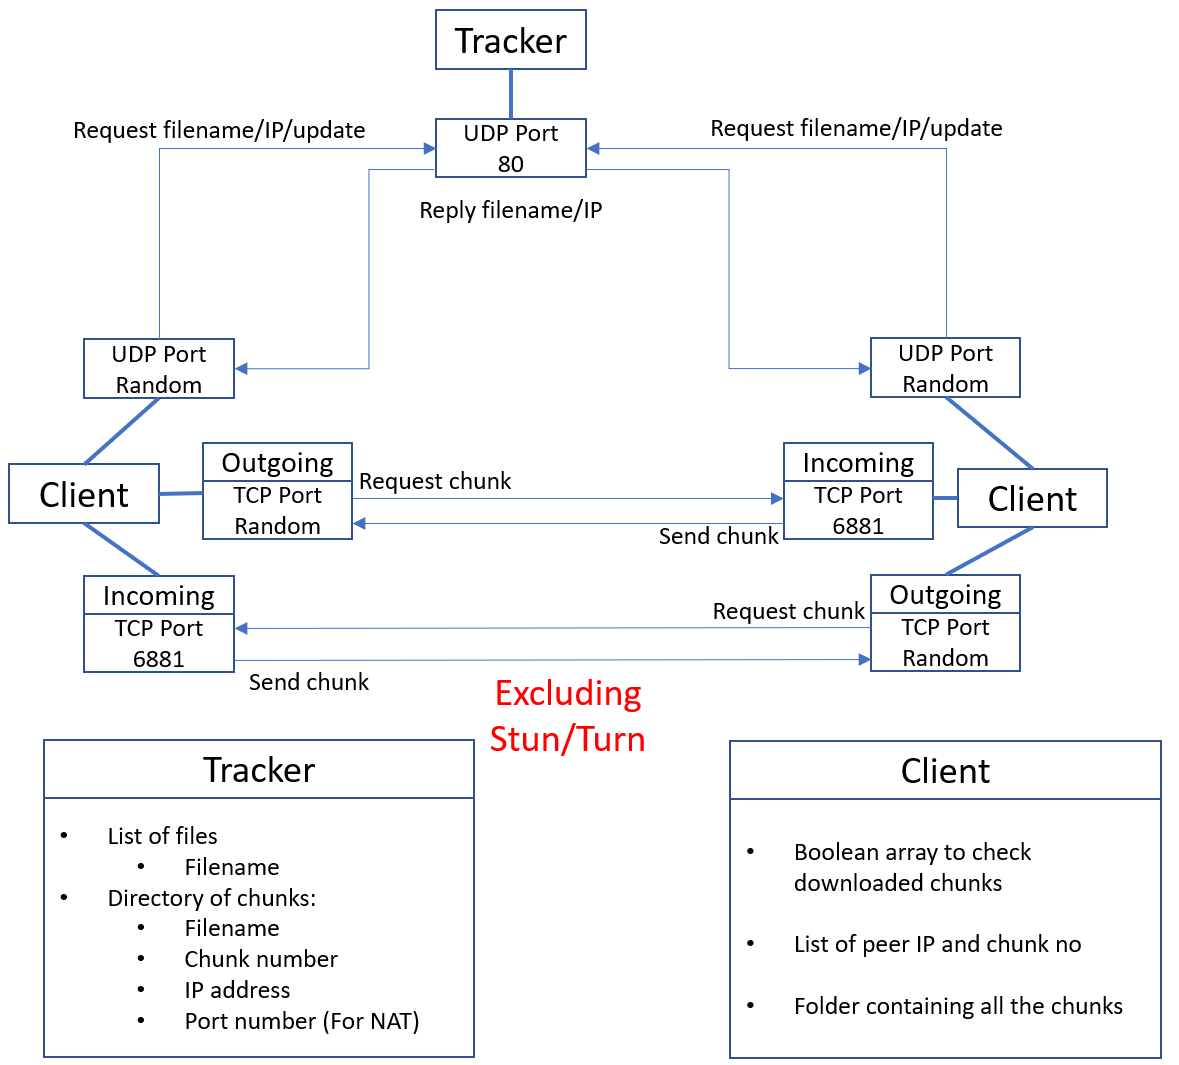 Tracker
Request filename/IP/update
Request filename/IP/update
UDP Port
80
Reply filename/IP
UDP Port
Random
UDP Port
Random
Client
Outgoing
TCP Port
Random
Request chunk
Send chunk
Incoming
TCP Port
6881
Client
Incoming
TCP Port
6881
Request chunk
Send chunk
Outgoing
TCP Port
Random
Excluding
Stun/Turn
Tracker
• List of files
• Filename
• Directory of chunks:
• Filename
• Chunk number
• IP address
• Port number (For NAT)
Client
• Boolean array to check
downloaded chunks
• List of peer IP and chunk no
• Folder containing all the chunks